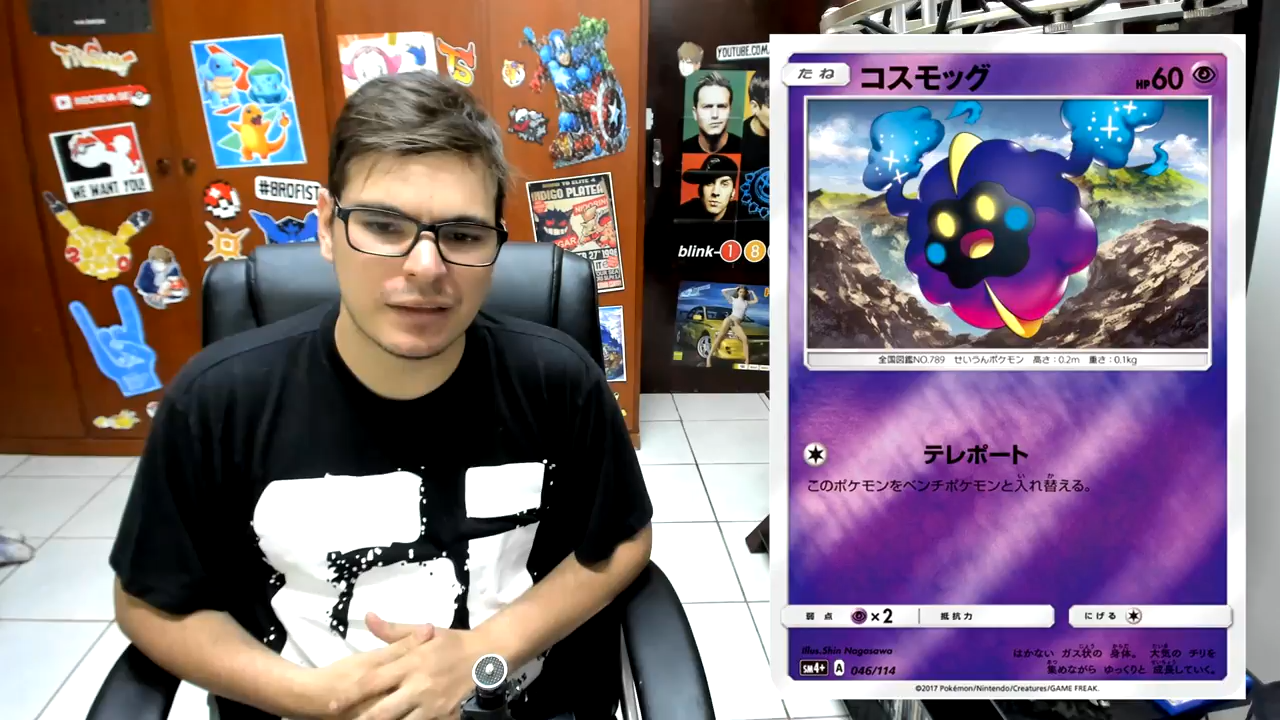 YOUTUBE.COM
INSCREVA-SE
TS
WE WANT YOU!
#BROFIST
20
INDIGO PLATEA
blink-18
たね
コスモッグ
HP60
全国図鑑NO.789 せいうんポケモン 高さ:0.2m 重さ:0.1kg
テレポート
このポケモンをベンチポケモンと入れ替える。
弱点 ×2 抵抗力 にげる
Illus.Shin Nagasawa
SM4+ A 046/114
はかない ガス状の 身体。 大気の チリを
集めながら ゆっくりと 成長していく。
©2017 Pokémon/Nintendo/Creatures/GAME FREAK.